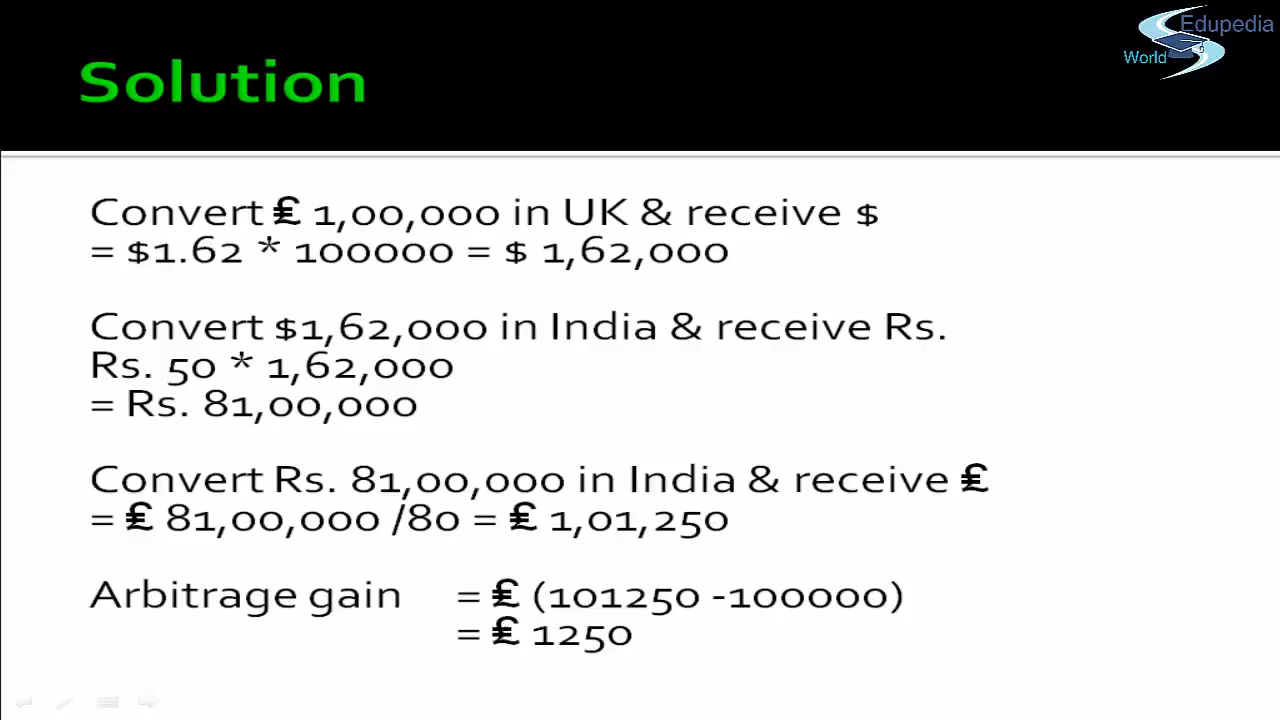 Edupedia
World
Solution
Convert ₤ 1,00,000 in UK & receive $
= $1.62 * 100000 = $ 1,62,000
Convert $1,62,000 in India & receive Rs.
Rs. 50 * 1,62,000
= Rs. 81,00,000
Convert Rs. 81,00,000 in India & receive ₤
= ₤ 81,00,000 /80 = ₤ 1,01,250
Arbitrage gain = ₤ (101250 -100000)
= ₤ 1250